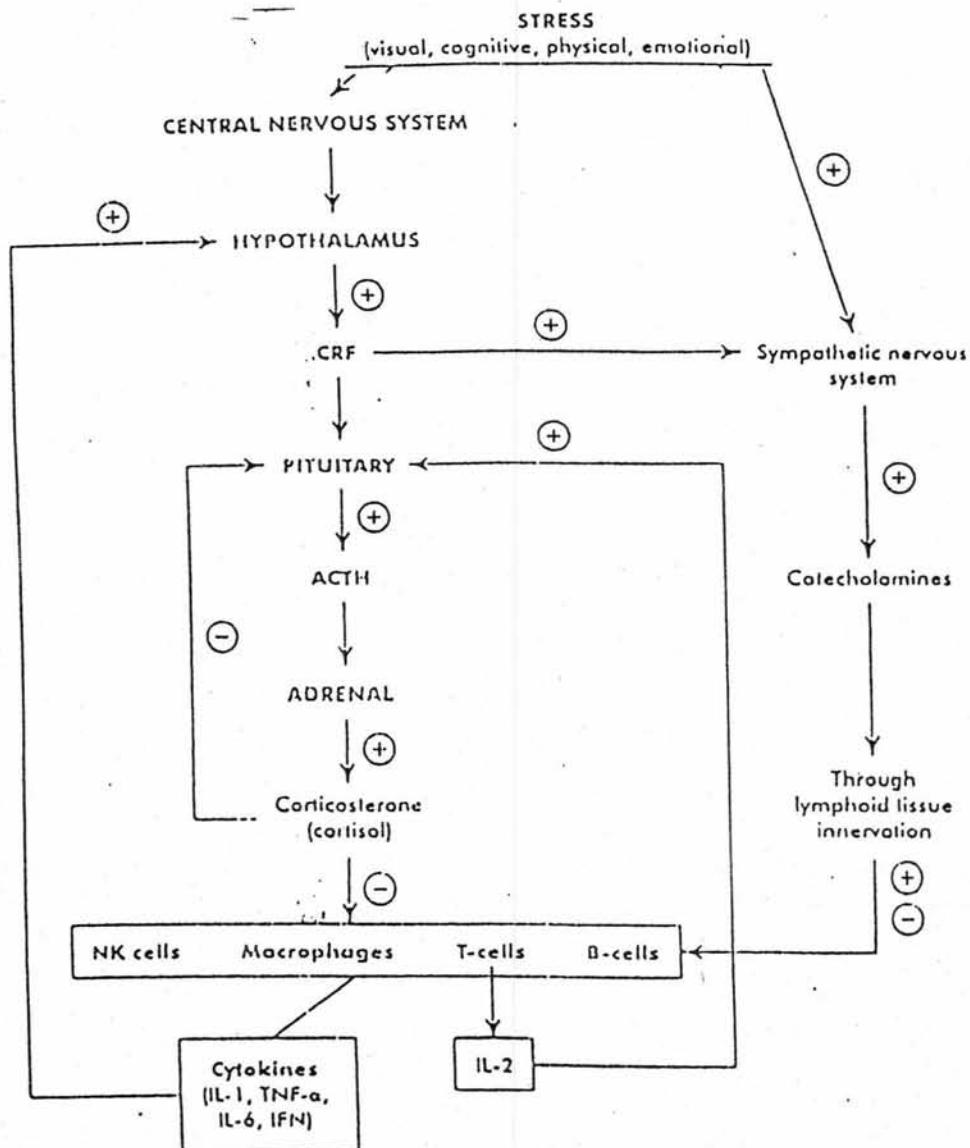 STRESS
(visual, cognitive, physical, emotional)
CENTRAL NERVOUS SYSTEM
+
+
HYPOTHALAMUS
+
+
CRF
Sympathetic nervous
system
+
PITUITARY
+
+
ACTH
Catecholamines
−
ADRENAL
+
Through
lymphoid tissue
innervation
Corticosterone
(cortisol)
−
+
−
NK cells Macrophages T-cells B-cells
Cytokines
(IL-1, TNF-α,
IL-6, IFN)
IL-2